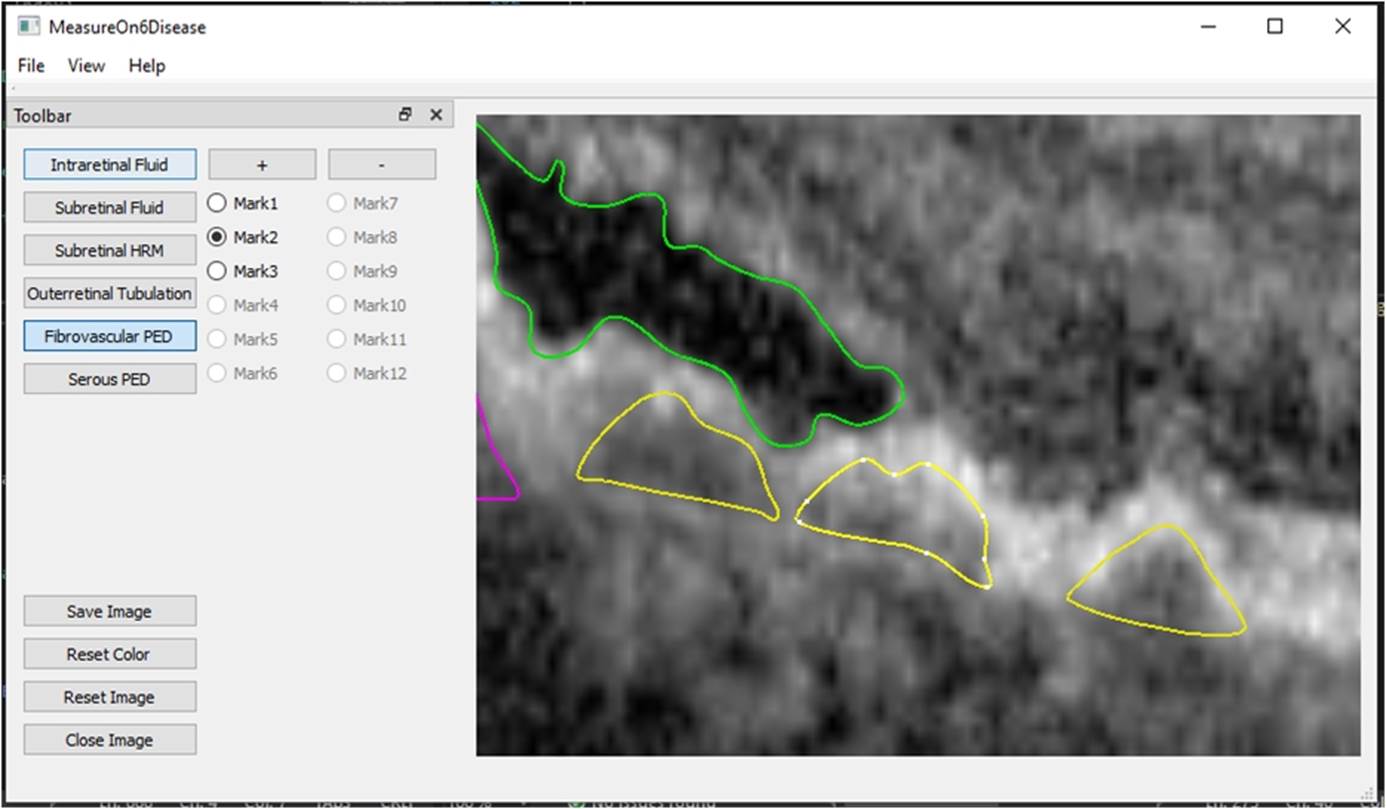 MeasureOn6Disease
File View Help
Toolbar
Intraretinal Fluid + -
Subretinal Fluid Mark1 Mark7
Subretinal HRM Mark2 Mark8
Outerretinal Tubulation Mark3 Mark9
Fibrovascular PED Mark4 Mark10
Serous PED Mark5 Mark11
Mark6 Mark12
Save Image
Reset Color
Reset Image
Close Image